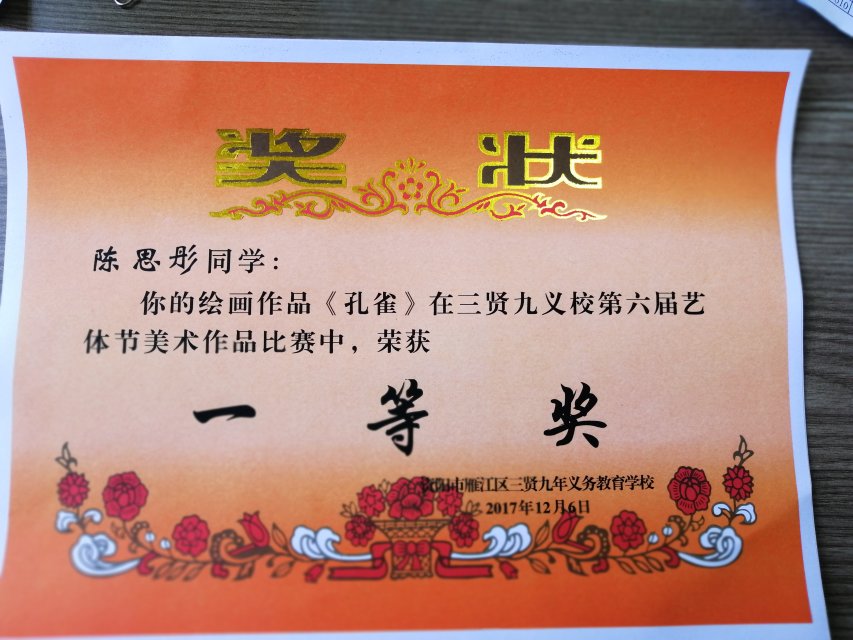 奖状
陈思彤同学：
你的绘画作品《孔雀》在三贤九义校第六届艺
体节美术作品比赛中，荣获
一等奖
资阳市雁江区三贤九年义务教育学校
2017年12月6日